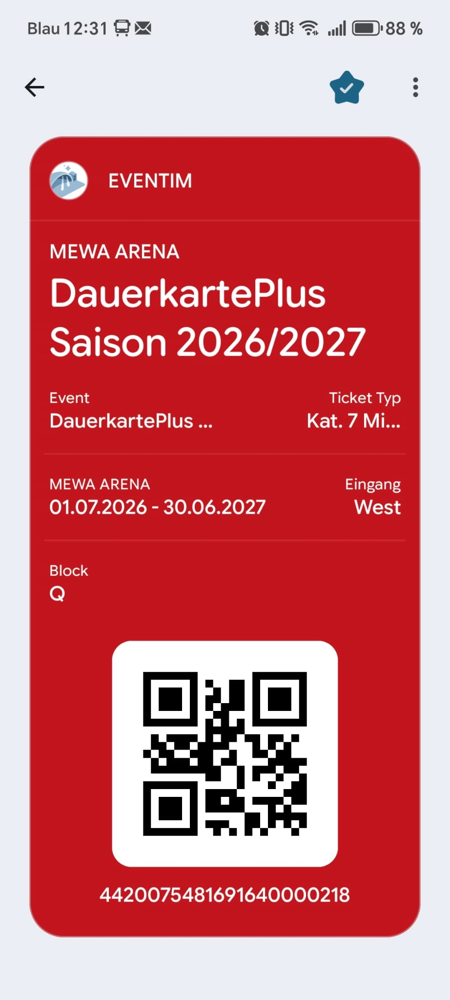 Blau 12:31 88 %
EVENTIM
MEWA ARENA
DauerkartePlus
Saison 2026/2027
Event Ticket Typ
DauerkartePlus ... Kat. 7 Mi...
MEWA ARENA Eingang
01.07.2026 - 30.06.2027 West
Block
Q
4420075481691640000218